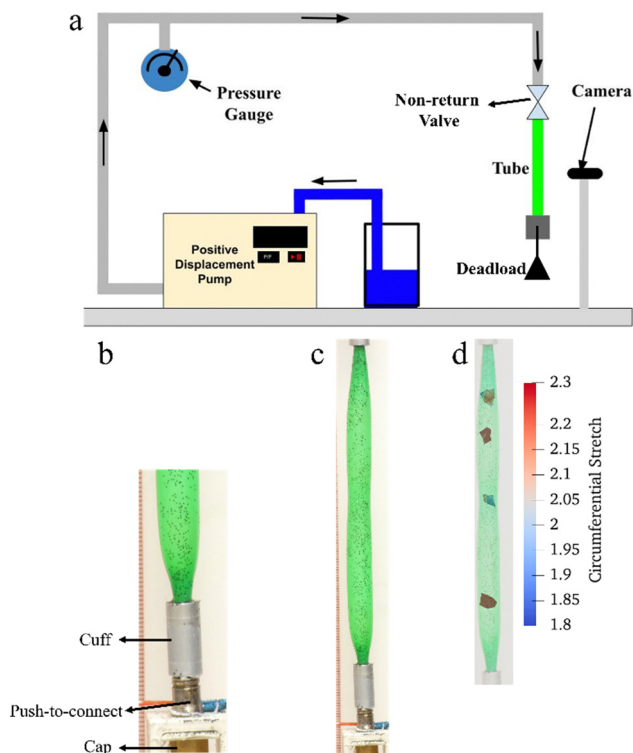 a
Pressure
Gauge
Non-return
Valve
Camera
Tube
Positive
Displacement
Pump
P/P
Deadload
b
c
d
Cuff
Push-to-connect
Cap
2.3
2.2
2.15
2.1
2.05
2
1.95
1.9
1.85
1.8
Circumferential Stretch